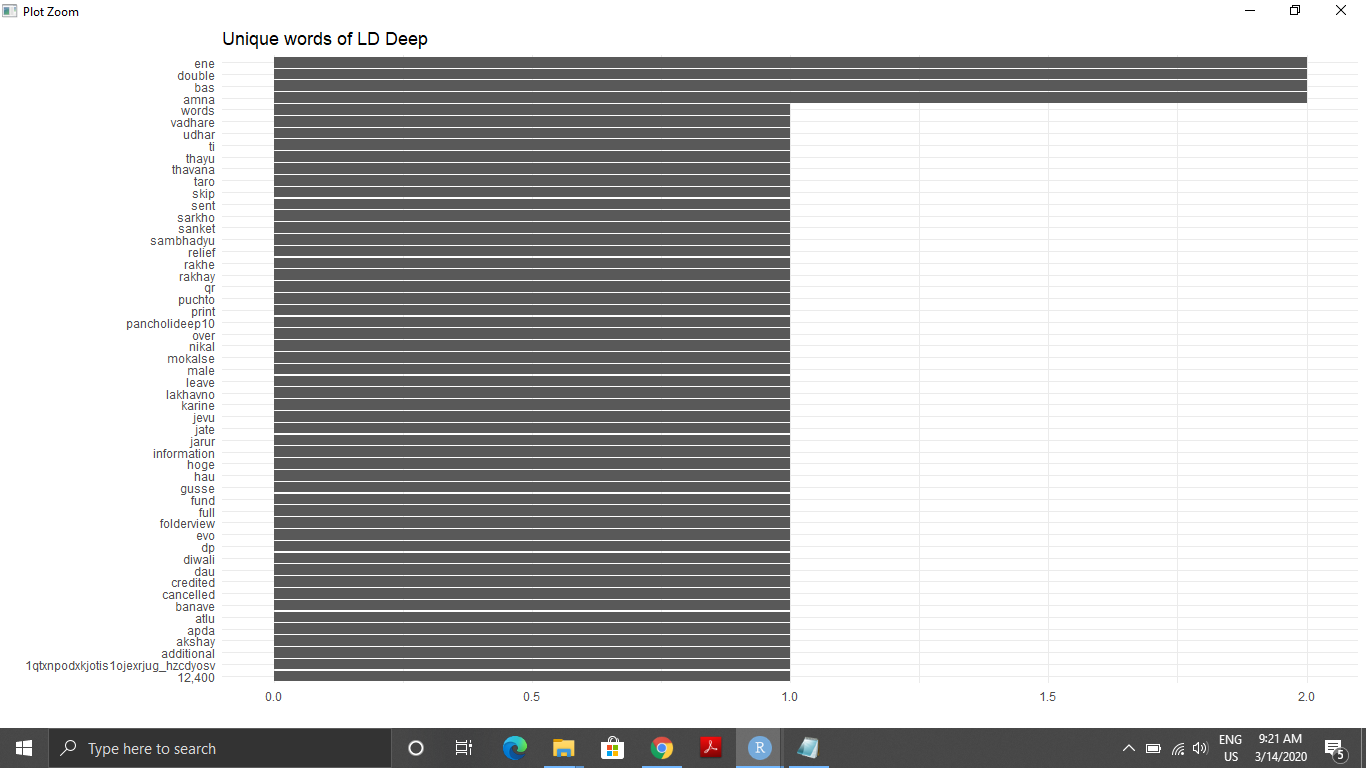 Plot Zoom
Unique words of LD Deep
ene
double
bas
amna
words
vadhare
udhar
ti
thayu
thavana
taro
skip
sent
sarkho
sanket
sambhadyu
relief
rakhe
rakhay
qr
puchto
print
pancholideep10
over
nikal
mokalse
male
leave
lakhavno
karine
jevu
jate
jarur
information
hoge
hau
gusse
fund
full
folderview
evo
dp
diwali
dau
credited
cancelled
banave
atlu
apda
akshay
additional
1qtxnpodxkjotis1ojexrjug_hzcdyosv
12,400
0.0 0.5 1.0 1.5 2.0
Type here to search
ENG 9:21 AM
US 3/14/2020
5
R